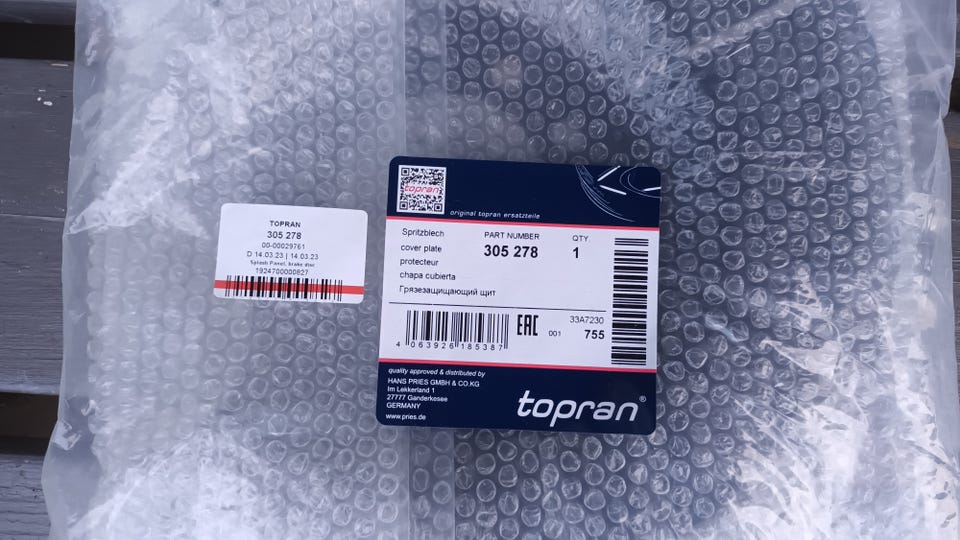 TOPRAN
305 278
00-00029761
D 14.03.23 | 14.03.23
Splash Panel, brake disc
1924700000827
topran
original topran ersatzteile
Spritzblech
cover plate
protecteur
chapa cubierta
Грязезащищающий щит
PART NUMBER
305 278
QTY.
1
4 063926 185387
EAC
001
33A7230
755
quality approved & distributed by
HANS PRIES GMBH & CO.KG
Im Lekkerland 1
27777 Ganderkesee
GERMANY
www.pries.de
topran®